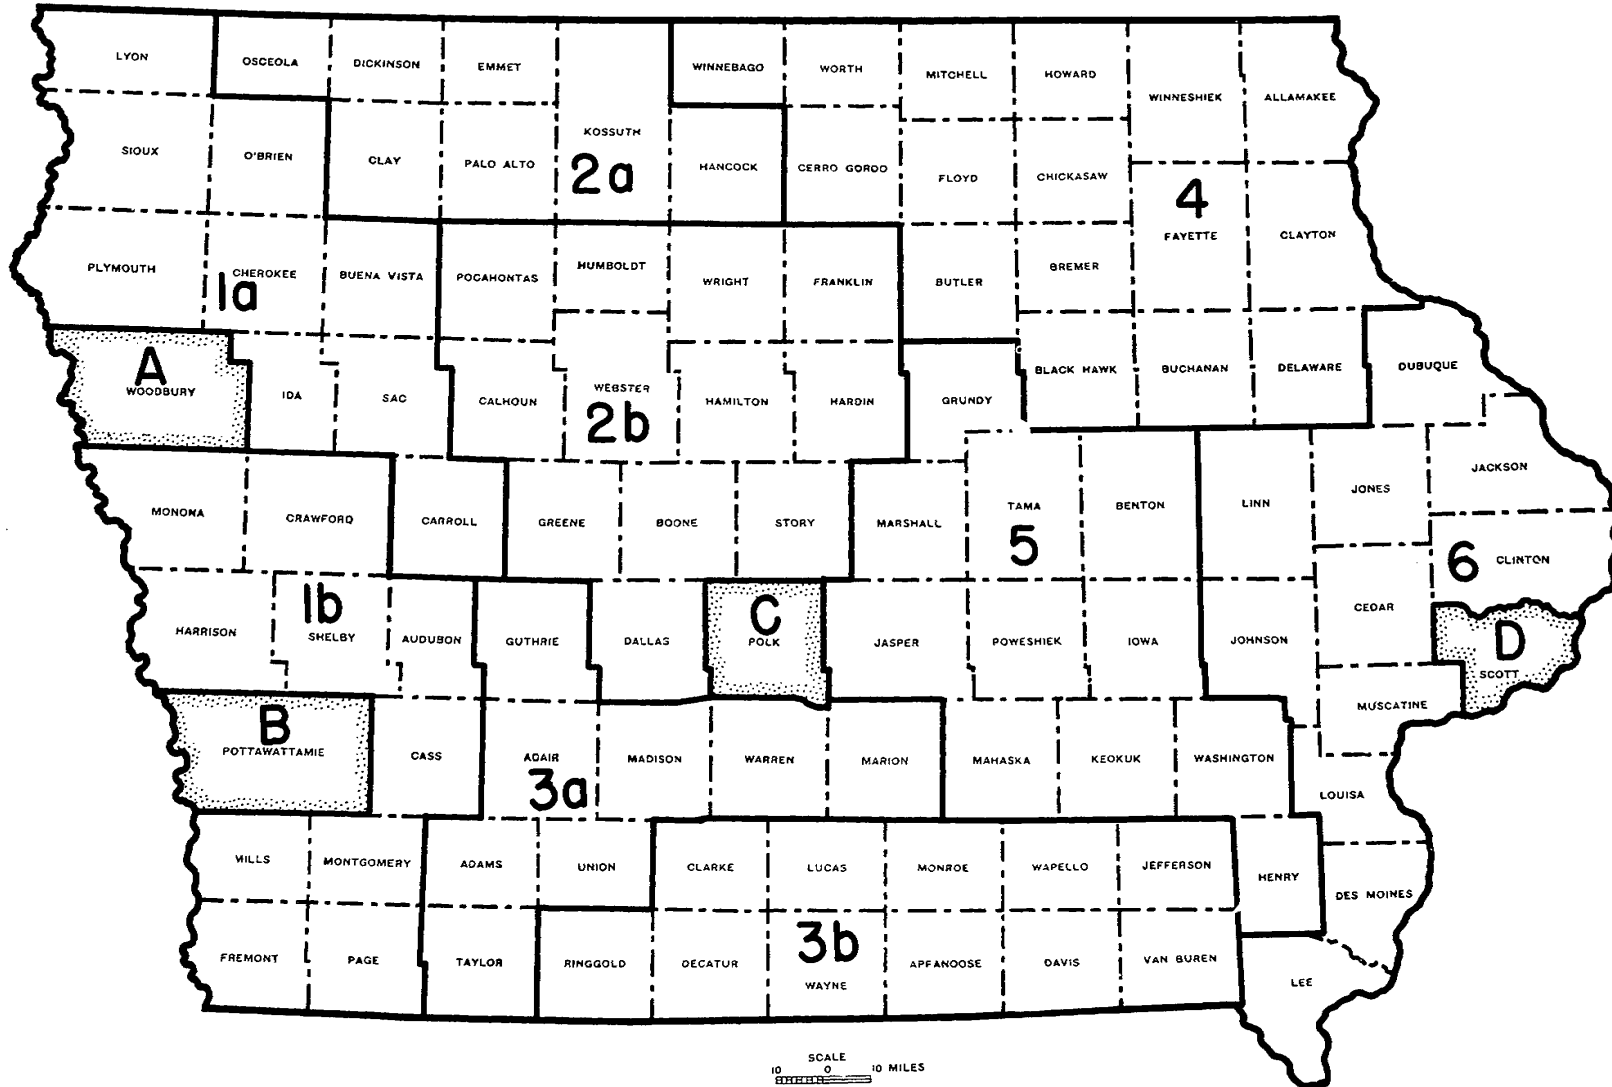 LYON
OSCEOLA
DICKINSON
EMMET
WINNEBAGO
WORTH
MITCHELL
HOWARD
WINNESHIEK
ALLAMAKEE
KOSSUTH
2a
SIOUX
O'BRIEN
CLAY
PALO ALTO
HANCOCK
CERRO GORDO
FLOYD
CHICKASAW
4
FAYETTE
CLAYTON
PLYMOUTH
CHEROKEE
1a
BUENA VISTA
POCAHONTAS
HUMBOLDT
WRIGHT
FRANKLIN
BUTLER
BREMER
A
WOODBURY
IDA
SAC
CALHOUN
WEBSTER
2b
HAMILTON
HARDIN
GRUNDY
BLACK HAWK
BUCHANAN
DELAWARE
DUBUQUE
MONONA
CRAWFORD
CARROLL
GREENE
BOONE
STORY
MARSHALL
TAMA
5
BENTON
LINN
JONES
JACKSON
6
CLINTON
HARRISON
1b
SHELBY
AUDUBON
GUTHRIE
DALLAS
C
POLK
JASPER
POWESHIEK
IOWA
JOHNSON
CEDAR
D
SCOTT
MUSCATINE
B
POTTAWATTAMIE
CASS
ADAIR
3a
MADISON
WARREN
MARION
MAHASKA
KEOKUK
WASHINGTON
LOUISA
MILLS
MONTGOMERY
ADAMS
UNION
CLARKE
LUCAS
MONROE
WAPELLO
JEFFERSON
HENRY
DES MOINES
FREMONT
PAGE
TAYLOR
RINGGOLD
DECATUR
3b
WAYNE
APPANOOSE
DAVIS
VAN BUREN
LEE
SCALE
10 0 10 MILES